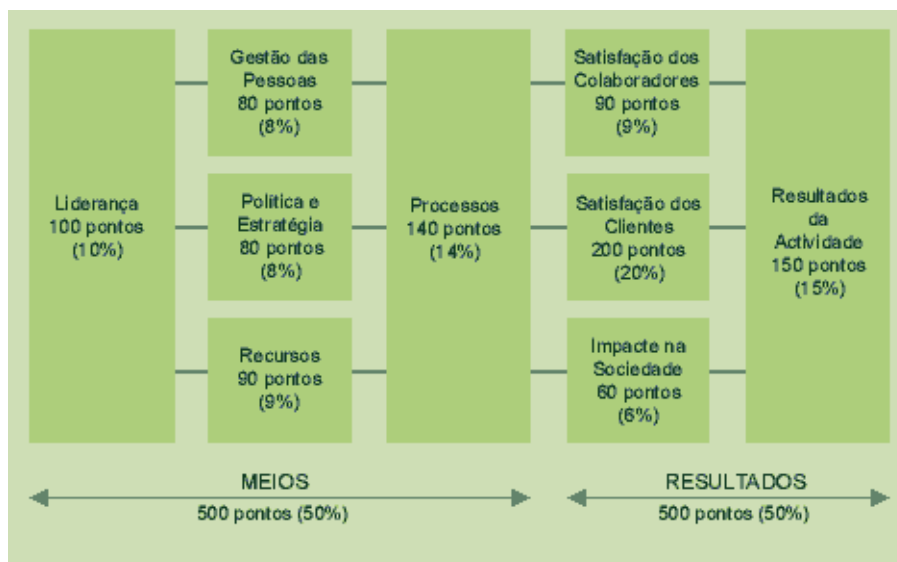 Liderança
100 pontos
(10%)
Gestão das
Pessoas
80 pontos
(8%)
Política e
Estratégia
80 pontos
(8%)
Recursos
90 pontos
(9%)
Processos
140 pontos
(14%)
Satisfação dos
Colaboradores
90 pontos
(9%)
Satisfação dos
Clientes
200 pontos
(20%)
Impacte na
Sociedade
60 pontos
(6%)
Resultados
da
Actividade
150 pontos
(15%)
MEIOS
500 pontos (50%)
RESULTADOS
500 pontos (50%)